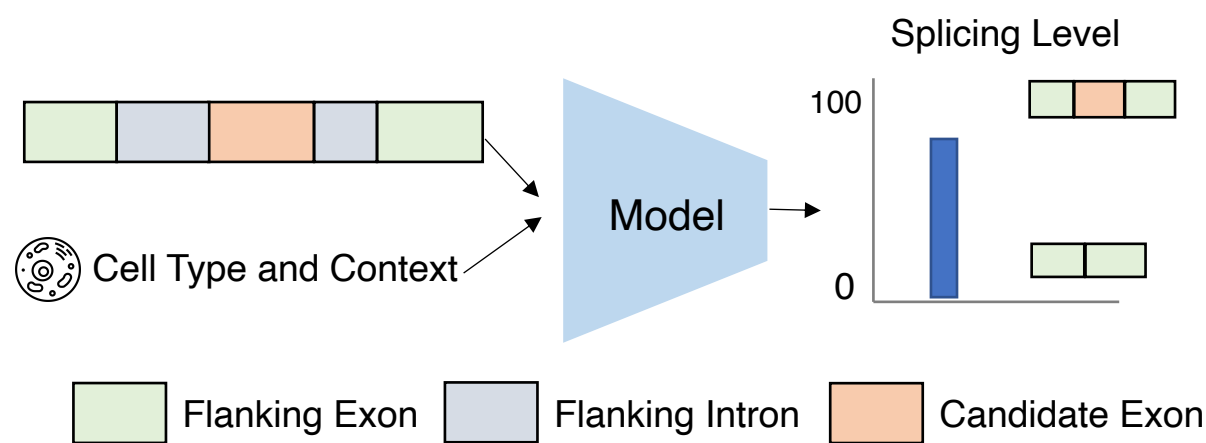 Splicing Level
100
Model
Cell Type and Context
0
Flanking Exon
Flanking Intron
Candidate Exon